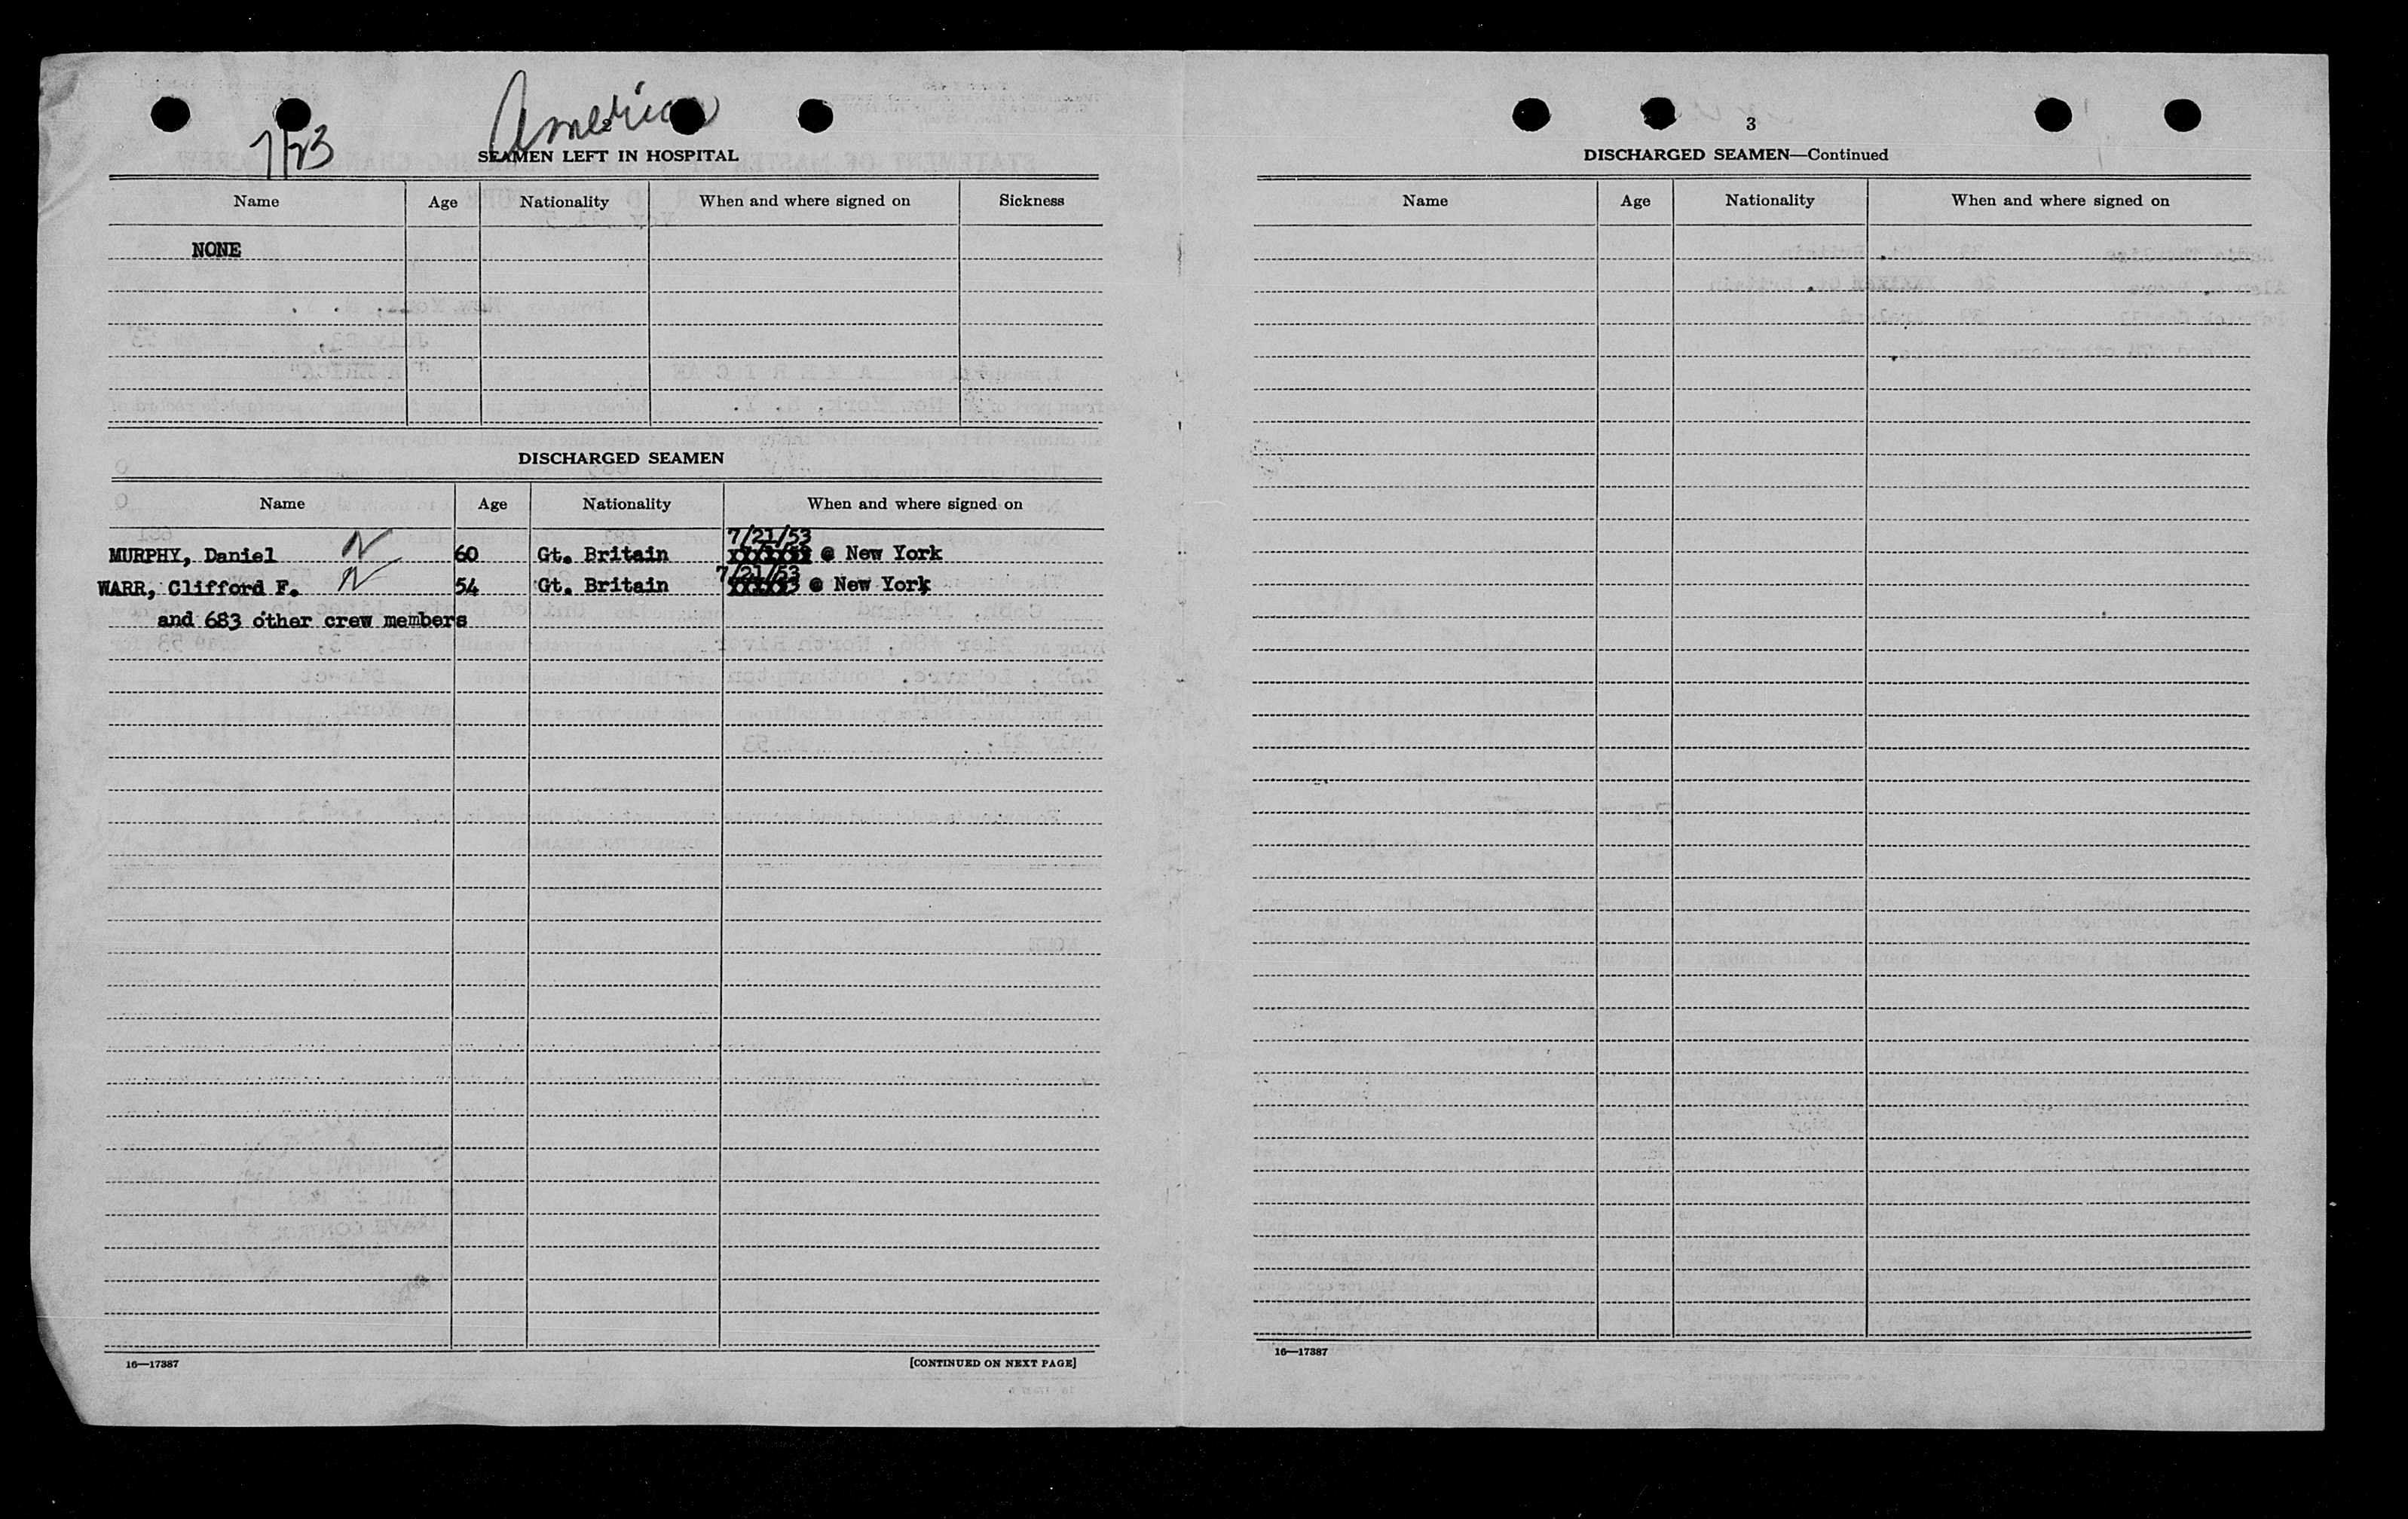 America
7/23
2
SEAMEN LEFT IN HOSPITAL
Name Age Nationality When and where signed on Sickness
NONE
DISCHARGED SEAMEN
Name Age Nationality When and where signed on
7/21/53
MURPHY, Daniel N 60 Gt. Britain @ New York
7/21/53
WARR, Clifford F. N 54 Gt. Britain @ New York
and 683 other crew members
16—17387 [CONTINUED ON NEXT PAGE]
3
DISCHARGED SEAMEN—Continued
Name Age Nationality When and where signed on
16—17387